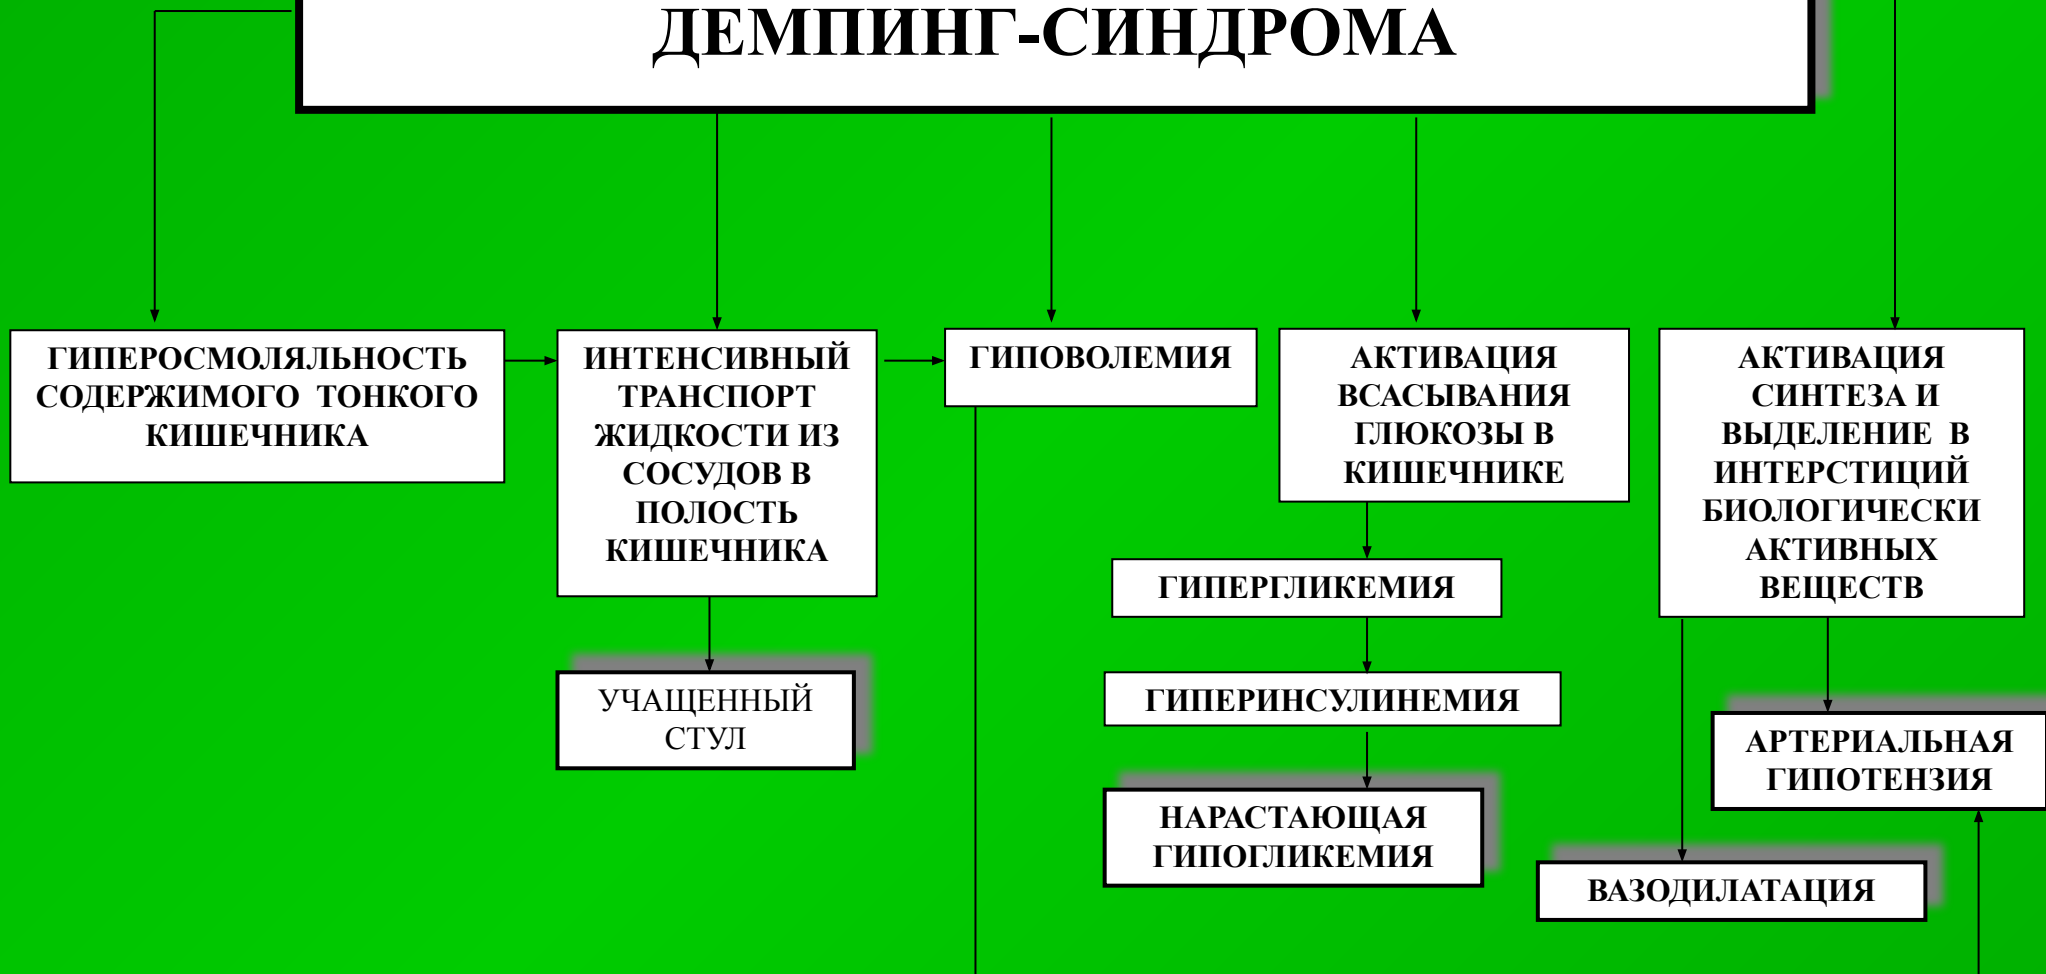 ДЕМПИНГ-СИНДРОМА
ГИПЕРОСМОЛЯЛЬНОСТЬ
СОДЕРЖИМОГО ТОНКОГО
КИШЕЧНИКА
ИНТЕНСИВНЫЙ
ТРАНСПОРТ
ЖИДКОСТИ ИЗ
СОСУДОВ В
ПОЛОСТЬ
КИШЕЧНИКА
ГИПОВОЛЕМИЯ
АКТИВАЦИЯ
ВСАСЫВАНИЯ
ГЛЮКОЗЫ В
КИШЕЧНИКЕ
АКТИВАЦИЯ
СИНТЕЗА И
ВЫДЕЛЕНИЕ В
ИНТЕРСТИЦИЙ
БИОЛОГИЧЕСКИ
АКТИВНЫХ
ВЕЩЕСТВ
ГИПЕРГЛИКЕМИЯ
УЧАЩЕННЫЙ
СТУЛ
ГИПЕРИНСУЛИНЕМИЯ
АРТЕРИАЛЬНАЯ
ГИПОТЕНЗИЯ
НАРАСТАЮЩАЯ
ГИПОГЛИКЕМИЯ
ВАЗОДИЛАТАЦИЯ